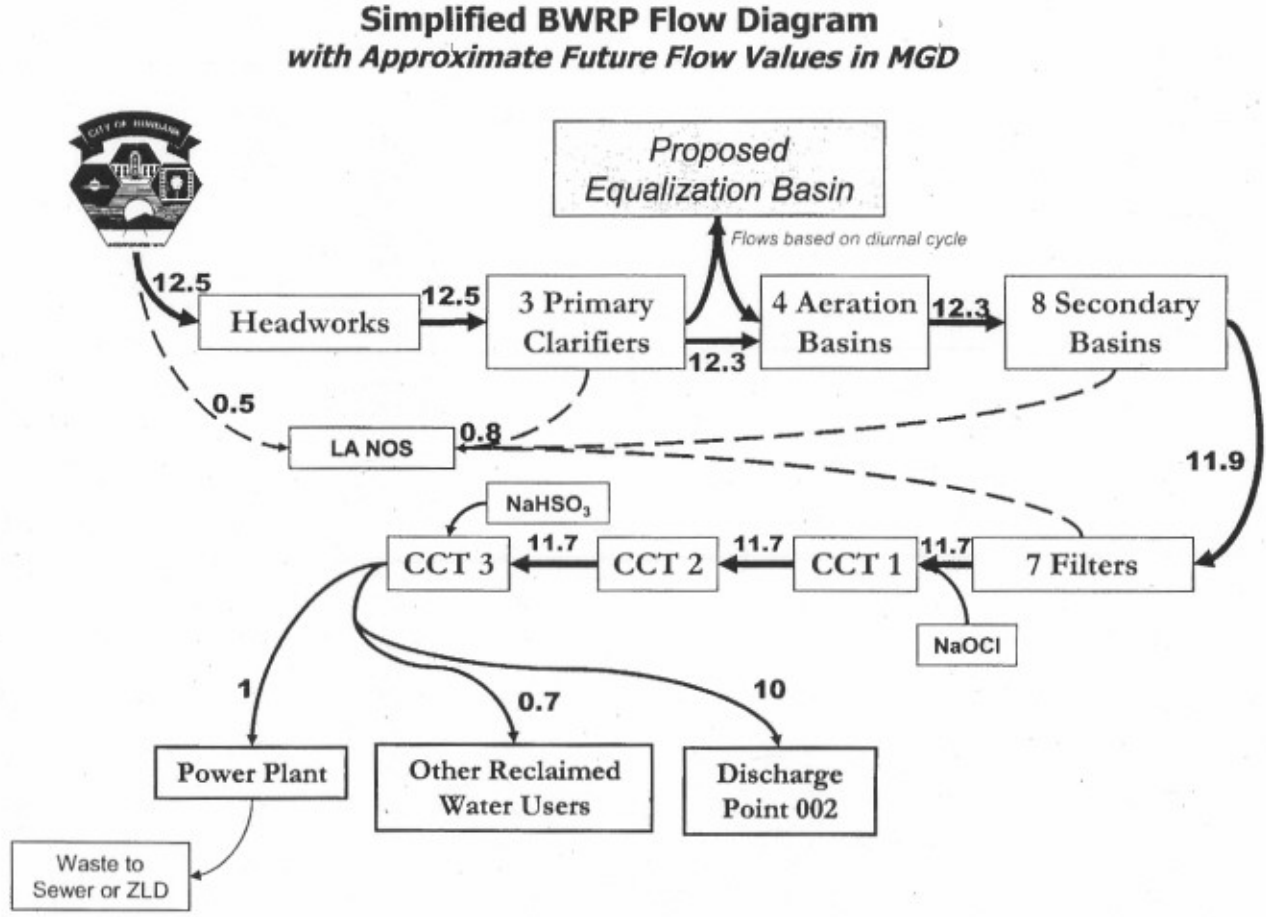 Simplified BWRP Flow Diagram
with Approximate Future Flow Values in MGD
CITY OF BURBANK
Proposed
Equalization Basin
Flows based on diurnal cycle
12.5
Headworks
12.5
3 Primary
Clarifiers
12.3
4 Aeration
Basins
12.3
8 Secondary
Basins
0.5
LA NOS
0.8
11.9
NaHSO₃
CCT 3
11.7
CCT 2
11.7
CCT 1
11.7
7 Filters
NaOCl
1
0.7
10
Power Plant
Other Reclaimed
Water Users
Discharge
Point 002
Waste to
Sewer or ZLD